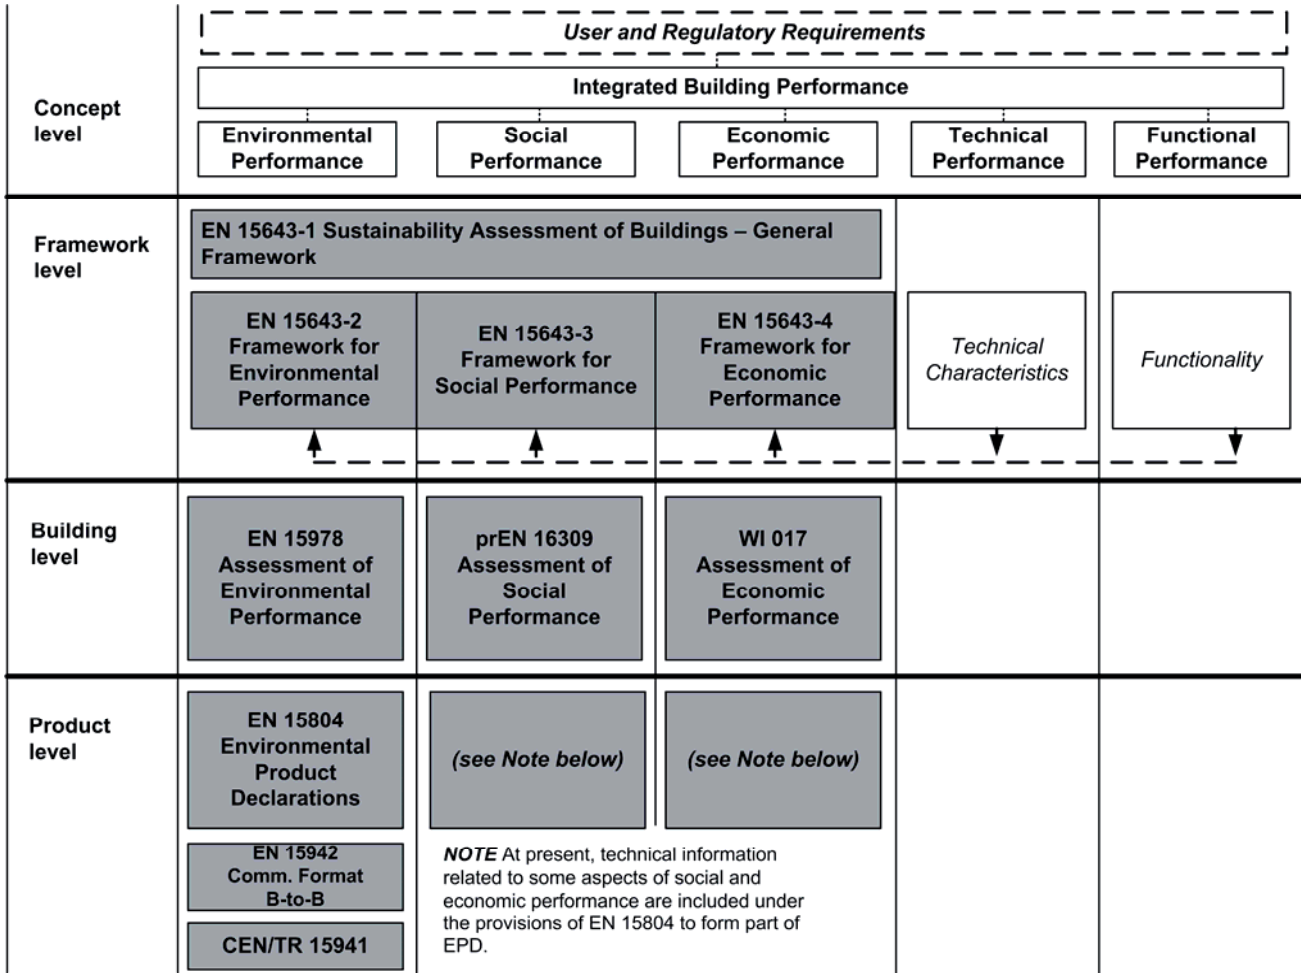 User and Regulatory Requirements
Integrated Building Performance
Concept
level
Environmental
Performance
Social
Performance
Economic
Performance
Technical
Performance
Functional
Performance
Framework
level
EN 15643-1 Sustainability Assessment of Buildings – General
Framework
EN 15643-2
Framework for
Environmental
Performance
EN 15643-3
Framework for
Social Performance
EN 15643-4
Framework for
Economic
Performance
Technical
Characteristics
Functionality
Building
level
EN 15978
Assessment of
Environmental
Performance
prEN 16309
Assessment of
Social
Performance
WI 017
Assessment of
Economic
Performance
Product
level
EN 15804
Environmental
Product
Declarations
(see Note below)
(see Note below)
EN 15942
Comm. Format
B-to-B
CEN/TR 15941
NOTE At present, technical information
related to some aspects of social and
economic performance are included under
the provisions of EN 15804 to form part of
EPD.